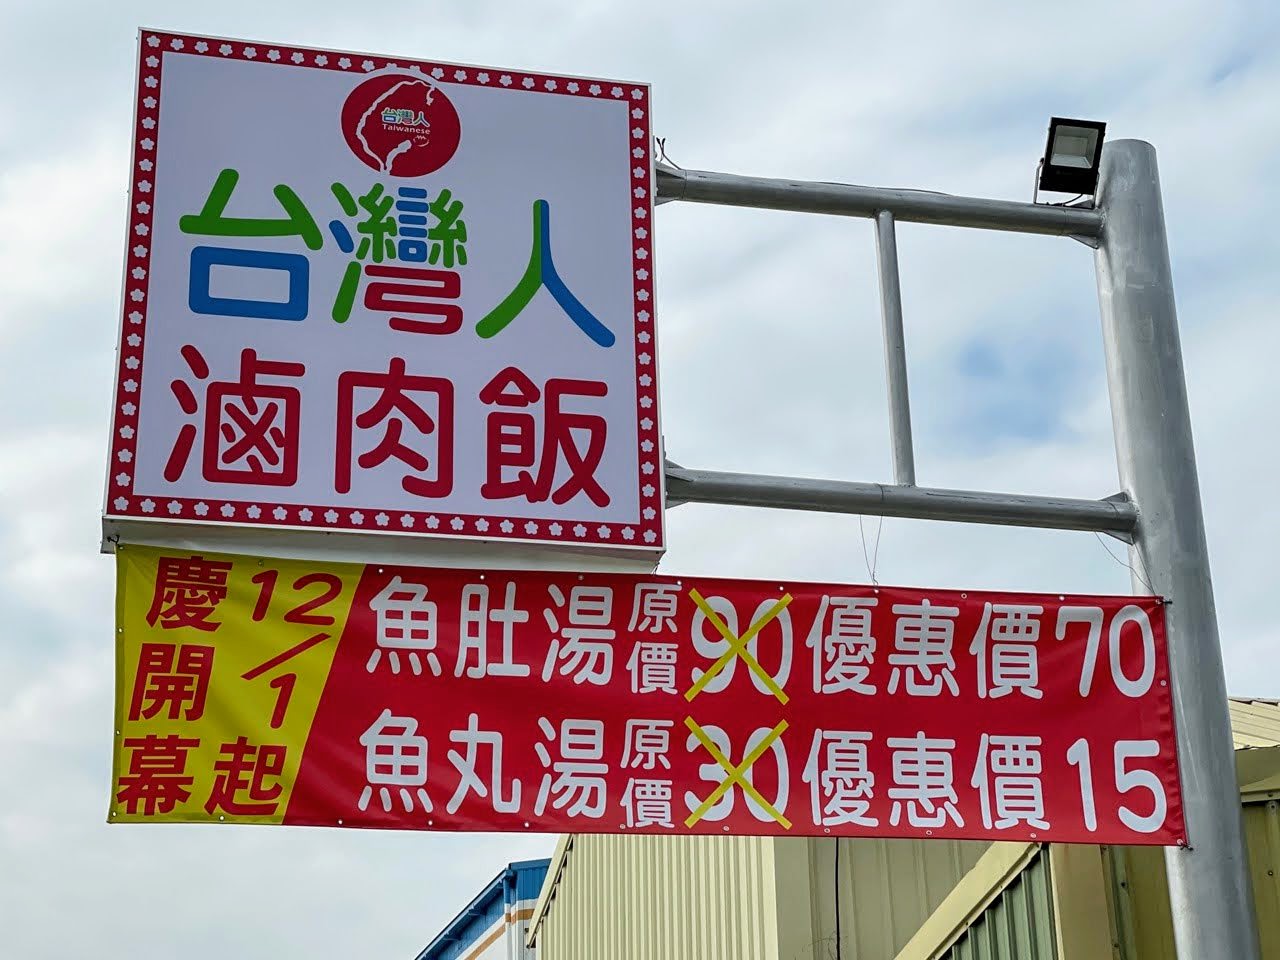 台灣人
Taiwanese
台灣人
滷肉飯
慶開幕
12/1起
魚肚湯原價90優惠價70
魚丸湯原價30優惠價15